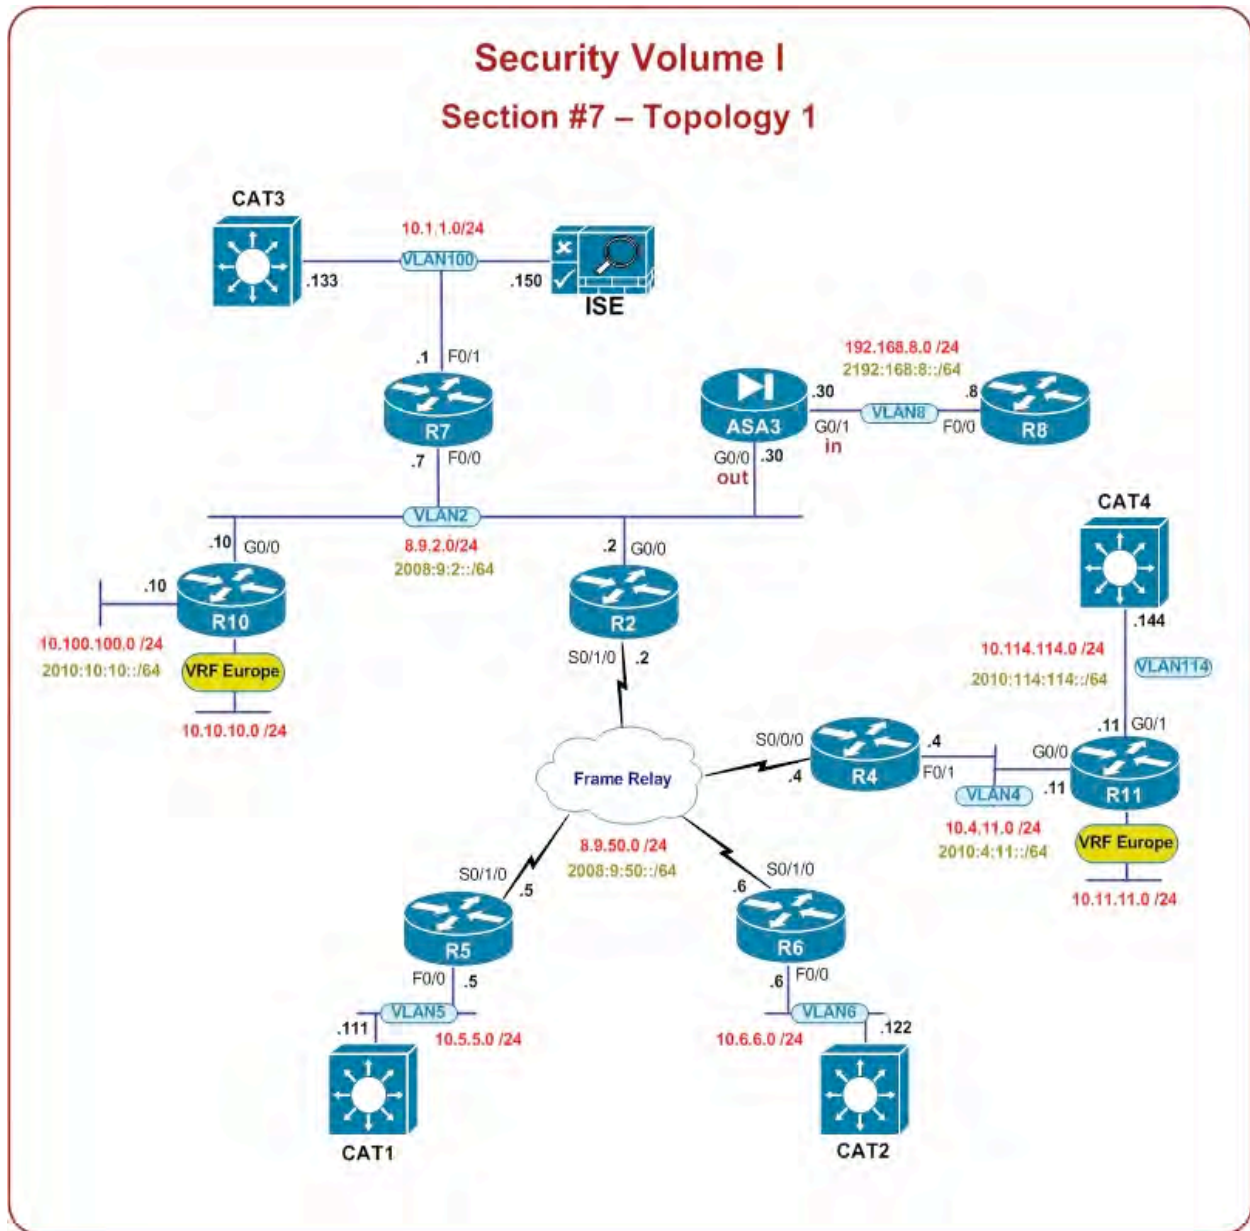 Security Volume I
Section #7 – Topology 1
CAT3
10.1.1.0/24
VLAN100
.133
.150
ISE
.1 F0/1
R7
.7 F0/0
192.168.8.0 /24
2192:168:8::/64
.30
.8
VLAN8
ASA3
G0/1
F0/0
R8
in
G0/0 .30
out
CAT4
VLAN2
8.9.2.0/24
2008:9:2::/64
.10 G0/0
.2 G0/0
.10
R10
R2
.144
10.100.100.0 /24
2010:10:10::/64
VRF Europe
10.10.10.0 /24
S0/1/0 .2
10.114.114.0 /24
VLAN114
2010:114:114::/64
.11 G0/1
S0/0/0
.4
G0/0
Frame Relay
.4
R4
F0/1
.11
R11
VLAN4
10.4.11.0 /24
2010:4:11::/64
VRF Europe
10.11.11.0 /24
8.9.50.0 /24
2008:9:50::/64
S0/1/0
.5
.6
S0/1/0
R5
R6
F0/0 .5
.6 F0/0
VLAN5
.111
10.5.5.0 /24
VLAN6
10.6.6.0 /24
.122
CAT1
CAT2